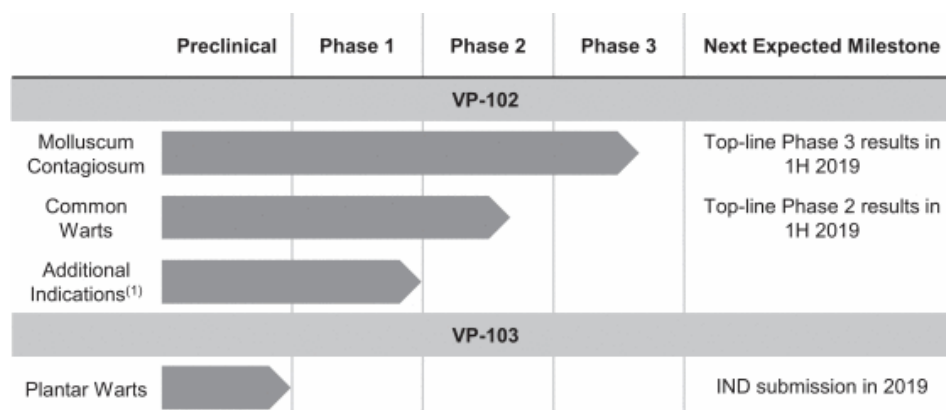 Preclinical Phase 1 Phase 2 Phase 3 Next Expected Milestone
VP-102
Molluscum
Contagiosum
Top-line Phase 3 results in
1H 2019
Common
Warts
Top-line Phase 2 results in
1H 2019
Additional
Indications(1)
VP-103
Plantar Warts
IND submission in 2019